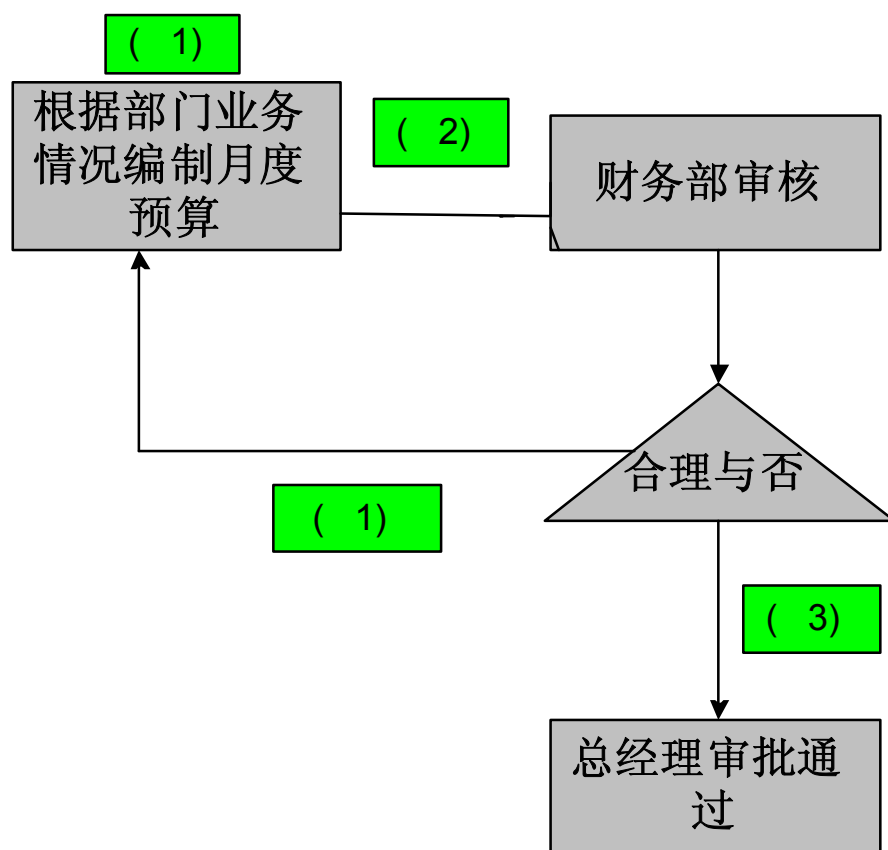 ( 1)
根据部门业务
情况编制月度
预算
( 2)
财务部审核
合理与否
( 1)
( 3)
总经理审批通
过